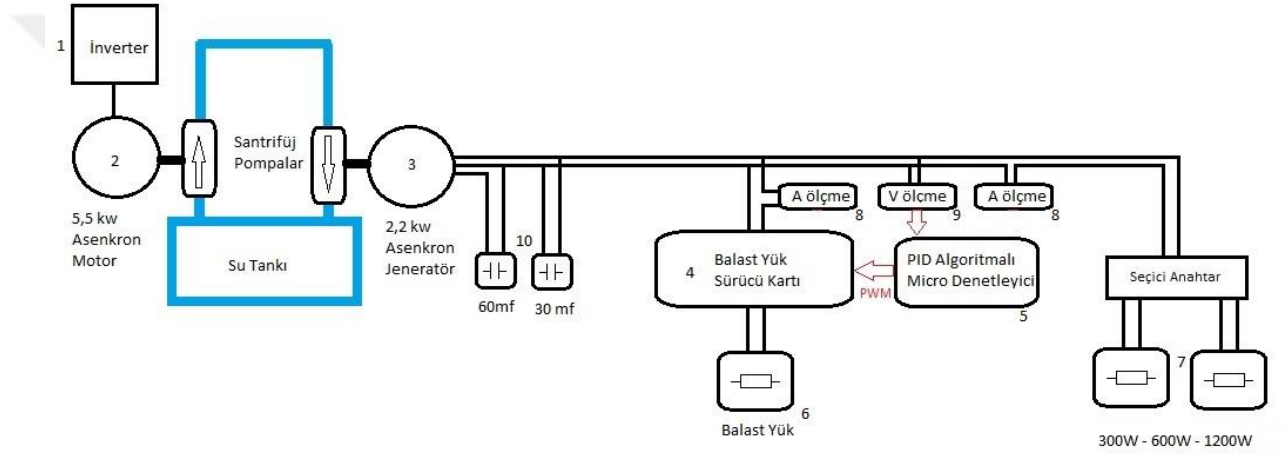 1
İnverter
2
5,5 kw
Asenkron
Motor
Santrifüj
Pompalar
Su Tankı
3
2,2 kw
Asenkron
Jeneratör
10
60mf
30 mf
A ölçme
8
V ölçme
9
A ölçme
8
4
Balast Yük
Sürücü Kartı
PWM
PID Algoritmalı
Micro Denetleyici
5
6
Balast Yük
Seçici Anahtar
7
300W - 600W - 1200W